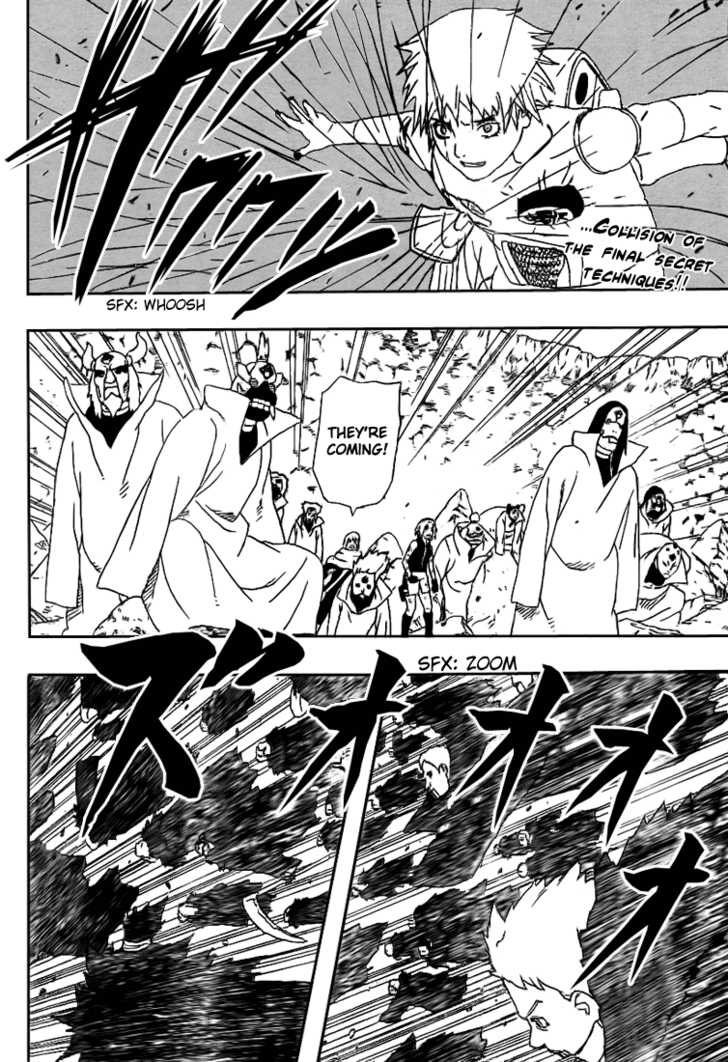 ザワワッ
...COLLISION OF
THE FINAL SECRET
TECHNIQUES!!
SFX: WHOOSH
THEY'RE
COMING!
SFX: ZOOM
ズオオオオ